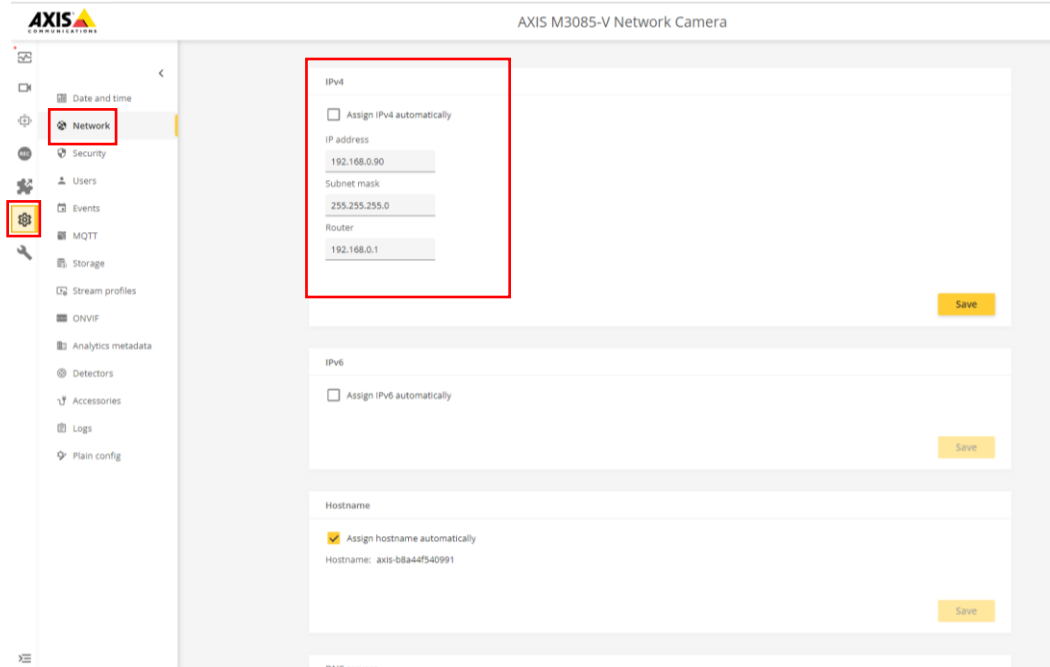 AXIS
COMMUNICATIONS
AXIS M3085-V Network Camera
REC
Date and time
Network
Security
Users
Events
MQTT
Storage
Stream profiles
ONVIF
Analytics metadata
Detectors
Accessories
Logs
Plain config
IPv4
Assign IPv4 automatically
IP address
192.168.0.90
Subnet mask
255.255.255.0
Router
192.168.0.1
Save
IPv6
Assign IPv6 automatically
Save
Hostname
Assign hostname automatically
Hostname: axis-b8a44f540991
Save